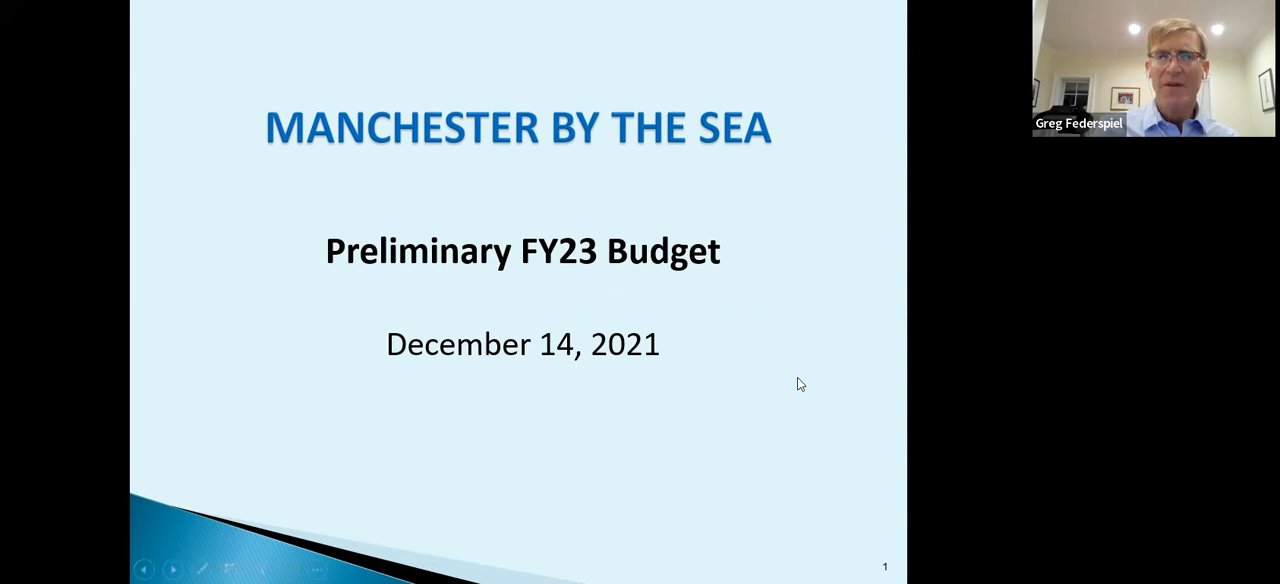 MANCHESTER BY THE SEA
Preliminary FY23 Budget
December 14, 2021
1
Greg Federspiel